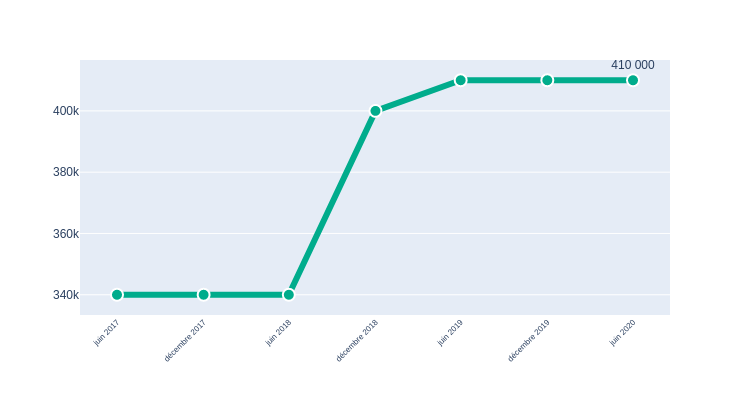 410 000
400k
380k
360k
340k
juin 2017
décembre 2017
juin 2018
décembre 2018
juin 2019
décembre 2019
juin 2020